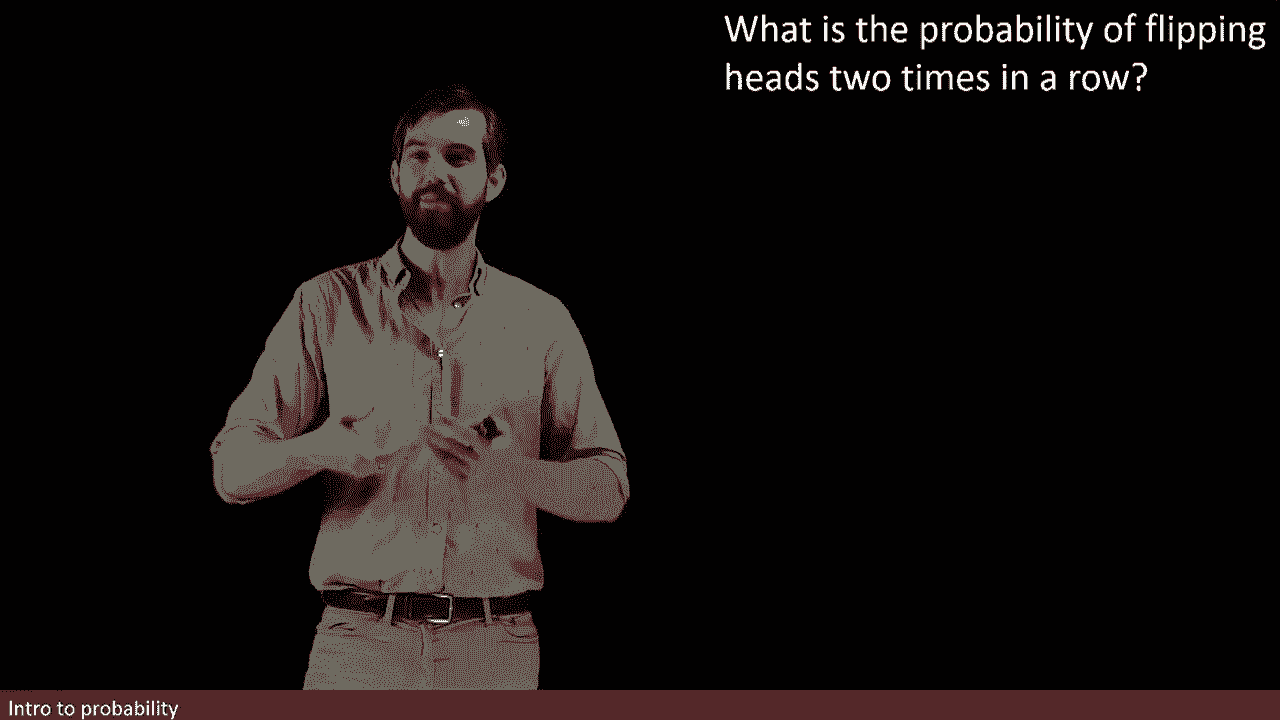 What is the probability of flipping
heads two times in a row?
Intro to probability